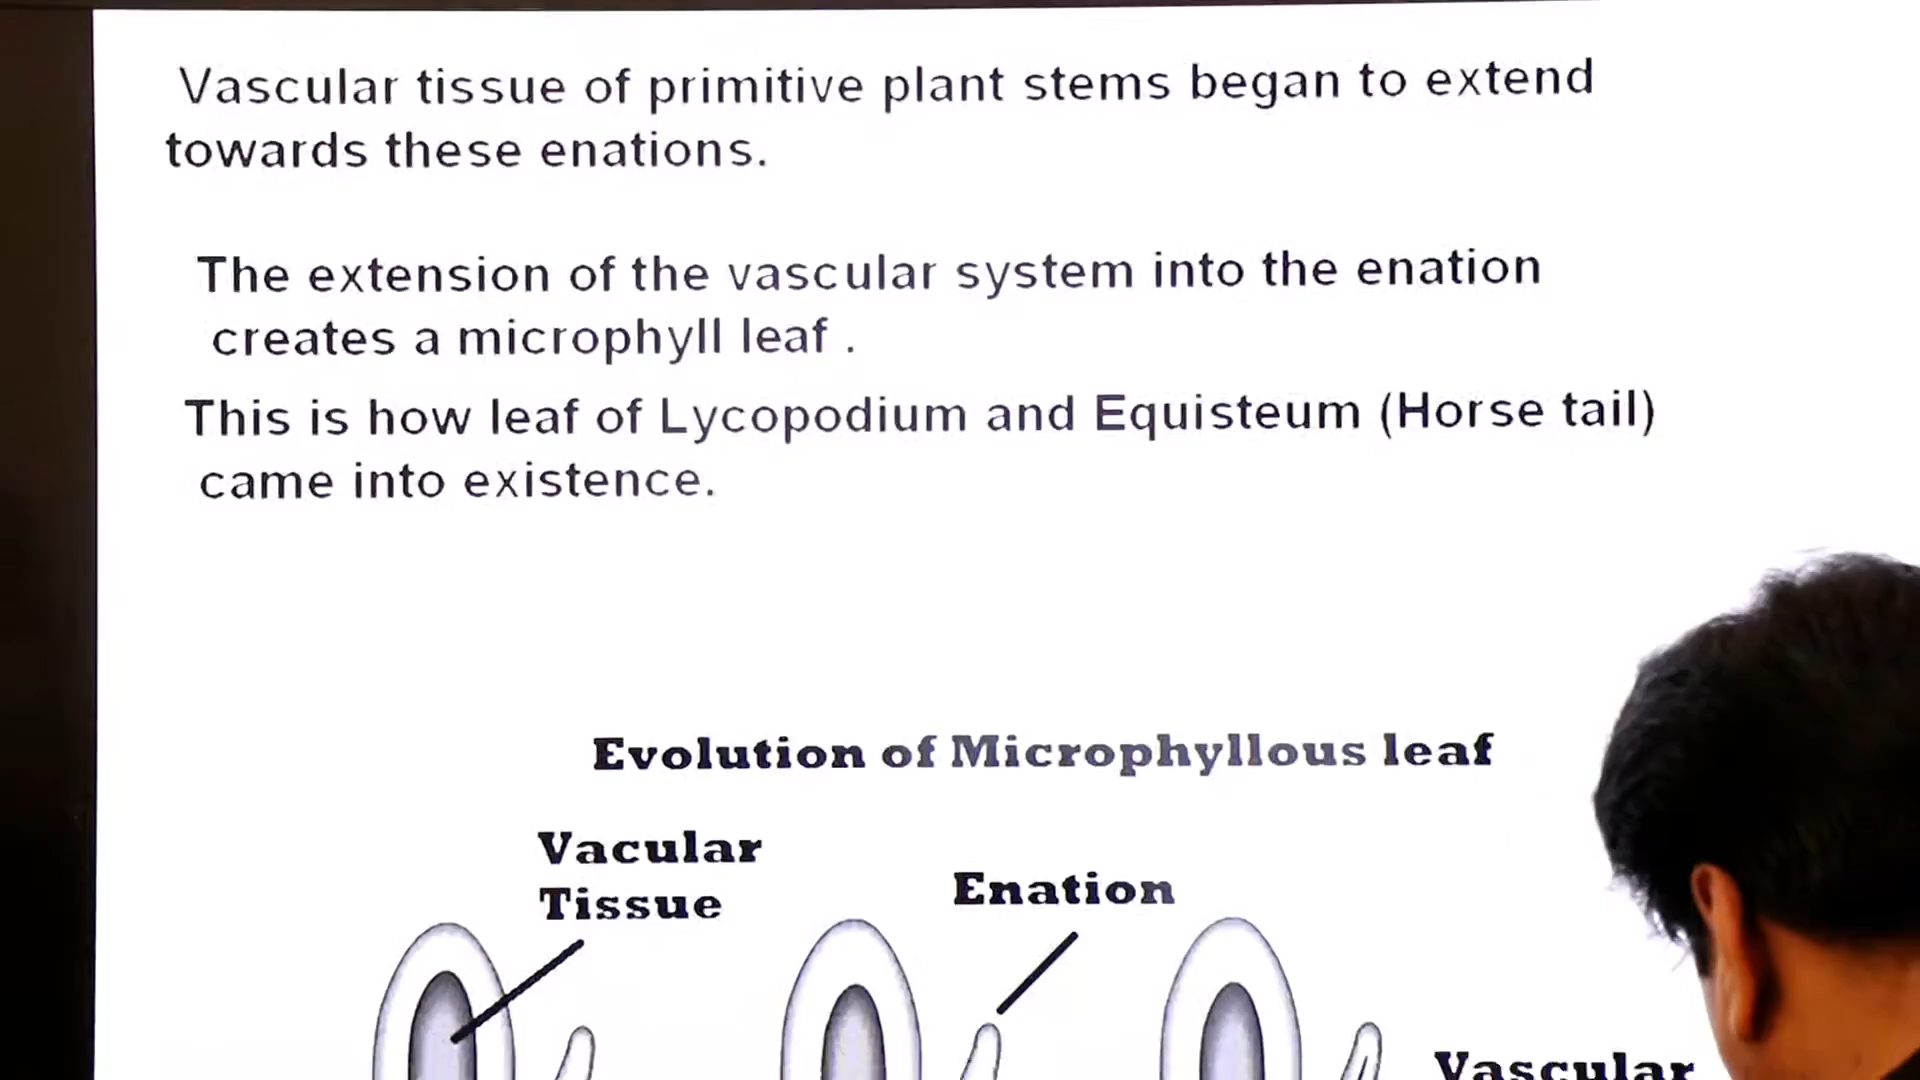 Vascular tissue of primitive plant stems began to extend
towards these enations.
The extension of the vascular system into the enation
creates a microphyll leaf .
This is how leaf of Lycopodium and Equisteum (Horse tail)
came into existence.
Evolution of Microphyllous leaf
Vacular
Tissue
Enation
Vascular